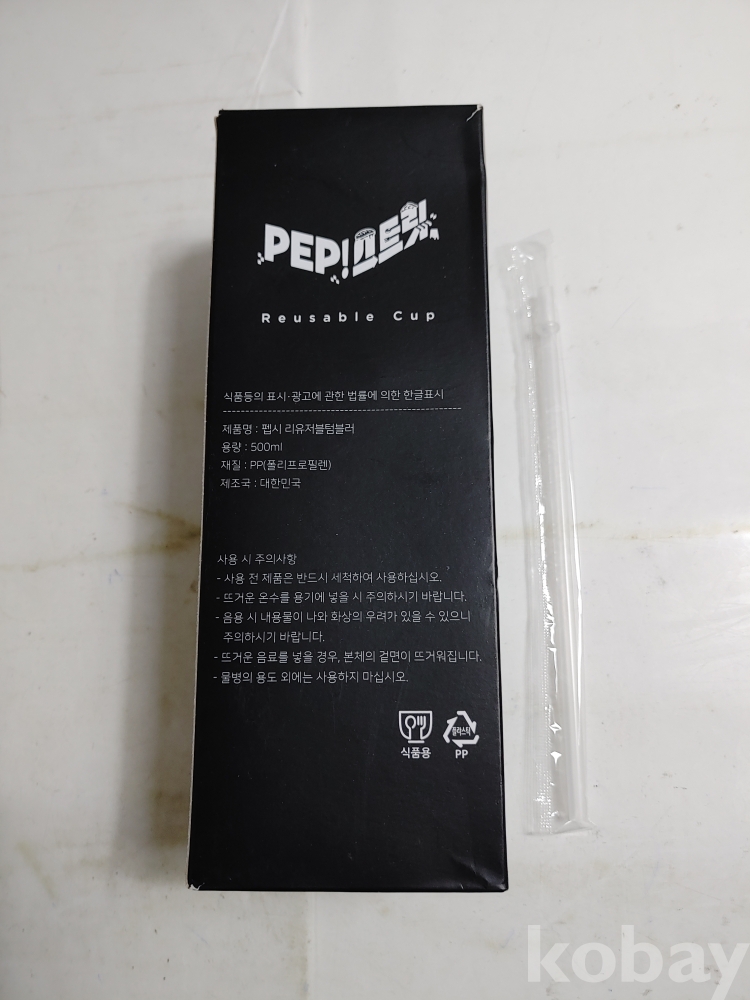 PEP!스트릿
Reusable Cup
식품등의 표시·광고에 관한 법률에 의한 한글표시
제품명 : 펩시 리유저블텀블러
용량 : 500ml
재질 : PP(폴리프로필렌)
제조국 : 대한민국
사용 시 주의사항
- 사용 전 제품은 반드시 세척하여 사용하십시오.
- 뜨거운 온수를 용기에 넣을 시 주의하시기 바랍니다.
- 음용 시 내용물이 나와 화상의 우려가 있을 수 있으니
주의하시기 바랍니다.
- 뜨거운 음료를 넣을 경우, 본체의 겉면이 뜨거워집니다.
- 물병의 용도 외에는 사용하지 마십시오.
플라스틱
식품용
PP
kobay